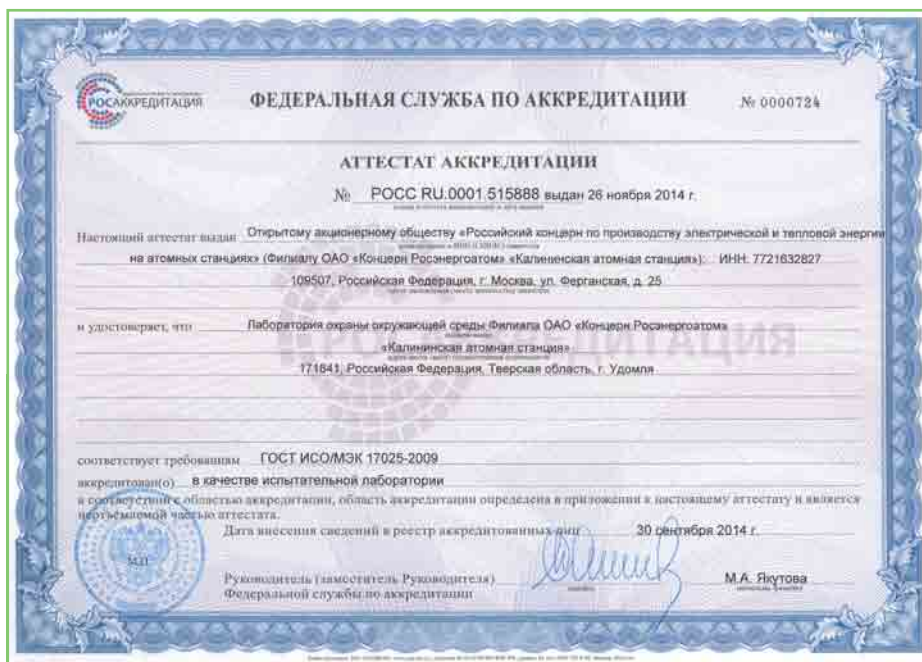 РОСАККРЕДИТАЦИЯ
ФЕДЕРАЛЬНАЯ СЛУЖБА ПО АККРЕДИТАЦИИ
№ 0000724
АТТЕСТАТ АККРЕДИТАЦИИ
№ РОСС RU.0001.515888 выдан 26 ноября 2014 г.
Настоящий аттестат выдан Открытому акционерному обществу «Российский концерн по производству электрической и тепловой энергии
на атомных станциях» (Филиалу ОАО «Концерн Росэнергоатом» «Калининская атомная станция»): ИНН: 7721632827
109507, Российская Федерация, г. Москва, ул. Ферганская, д. 25
и удостоверяет, что Лаборатория охраны окружающей среды Филиала ОАО «Концерн Росэнергоатом»
«Калининская атомная станция»
171841, Российская Федерация, Тверская область, г. Удомля
соответствует требованиям ГОСТ ИСО/МЭК 17025-2009
аккредитован(о) в качестве испытательной лаборатории
в соответствии с областью аккредитации, область аккредитации определена в приложении к настоящему аттестату и является
неотъемлемой частью аттестата.
Дата внесения сведений в реестр аккредитованных лиц 30 сентября 2014 г.
М.П.
Руководитель (заместитель Руководителя)
Федеральной службы по аккредитации
М.А. Якутова